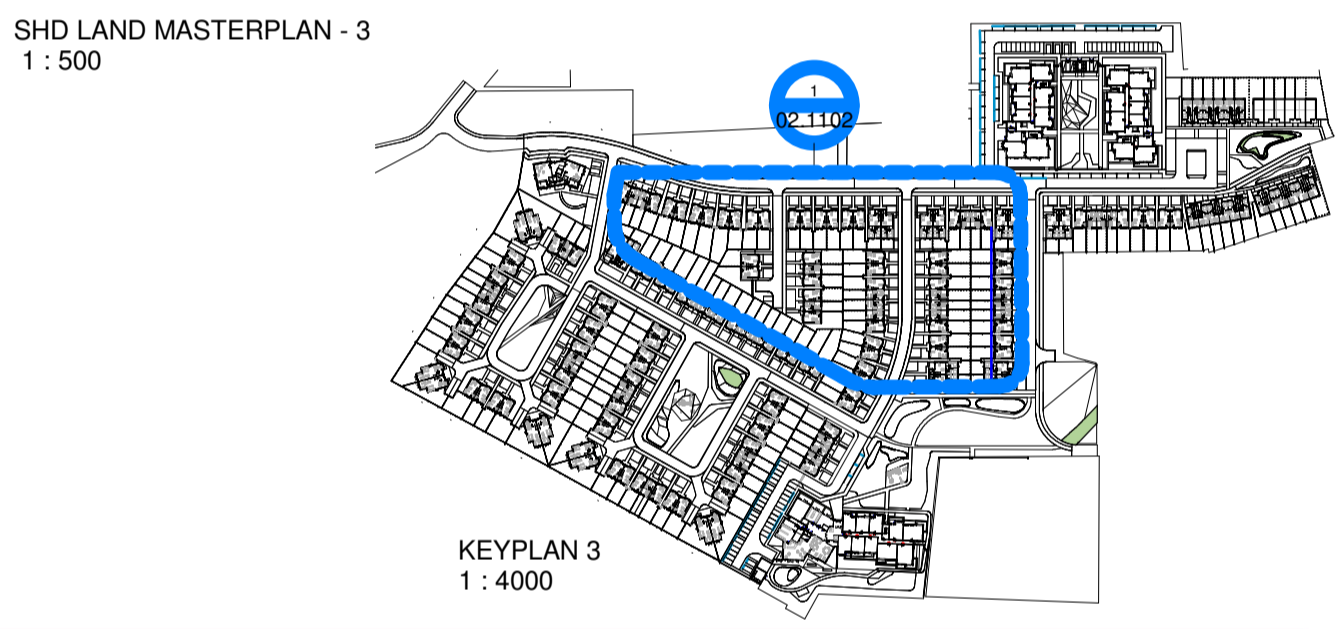 SHD LAND MASTERPLAN - 3
1 : 500
1
02.1102
KEYPLAN 3
1 : 4000